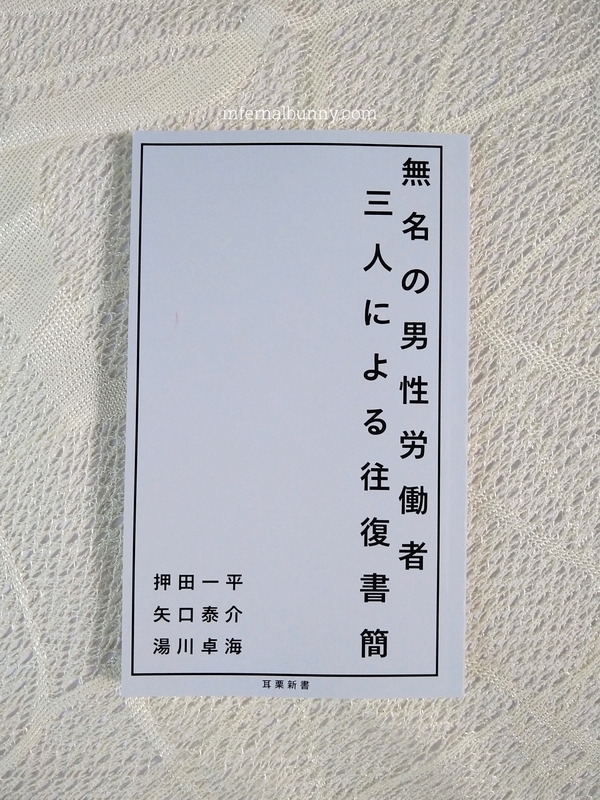 infernalbunny.com
無名の男性労働者
三人による往復書簡
押田一平
矢口泰介
湯川卓海
耳栗新書